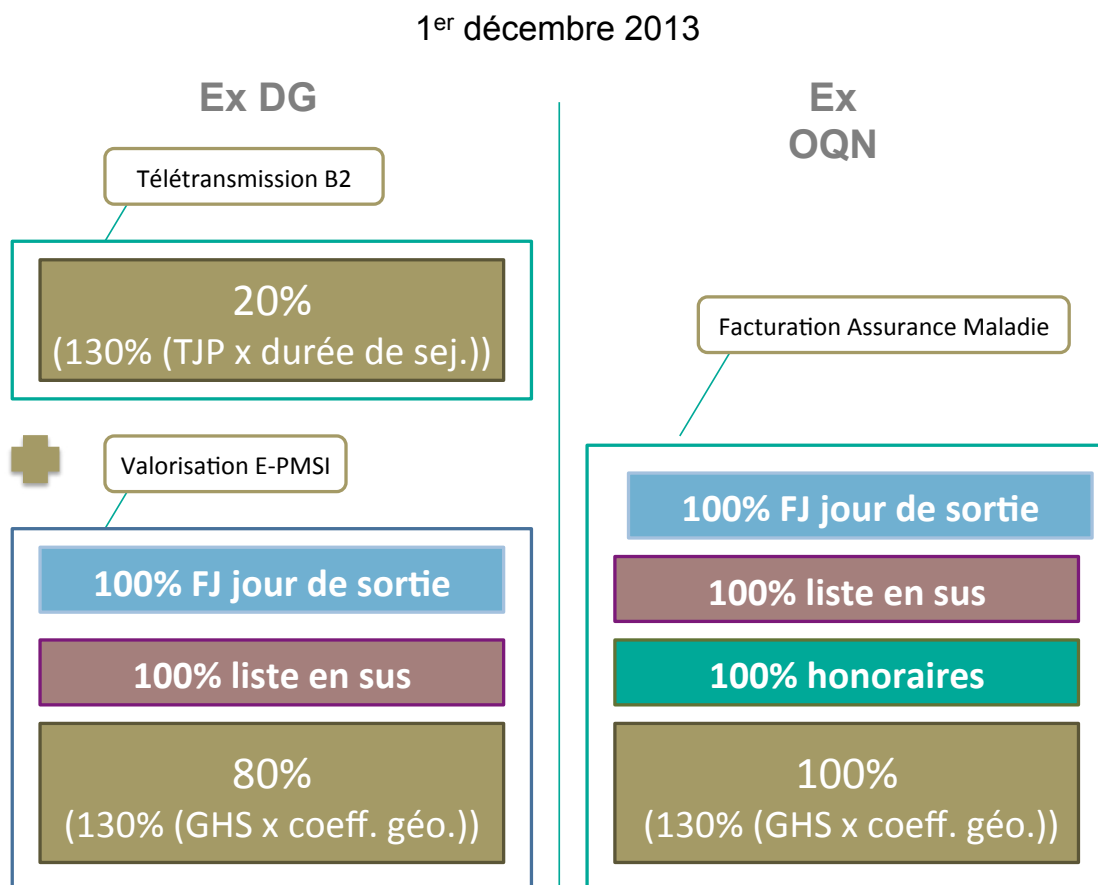 1er décembre 2013
Ex DG
Télétransmission B2
20%
(130% (TJP x durée de sej.))
Valorisation E-PMSI
100% FJ jour de sortie
100% liste en sus
80%
(130% (GHS x coeff. géo.))
Ex
OQN
Facturation Assurance Maladie
100% FJ jour de sortie
100% liste en sus
100% honoraires
100%
(130% (GHS x coeff. géo.))